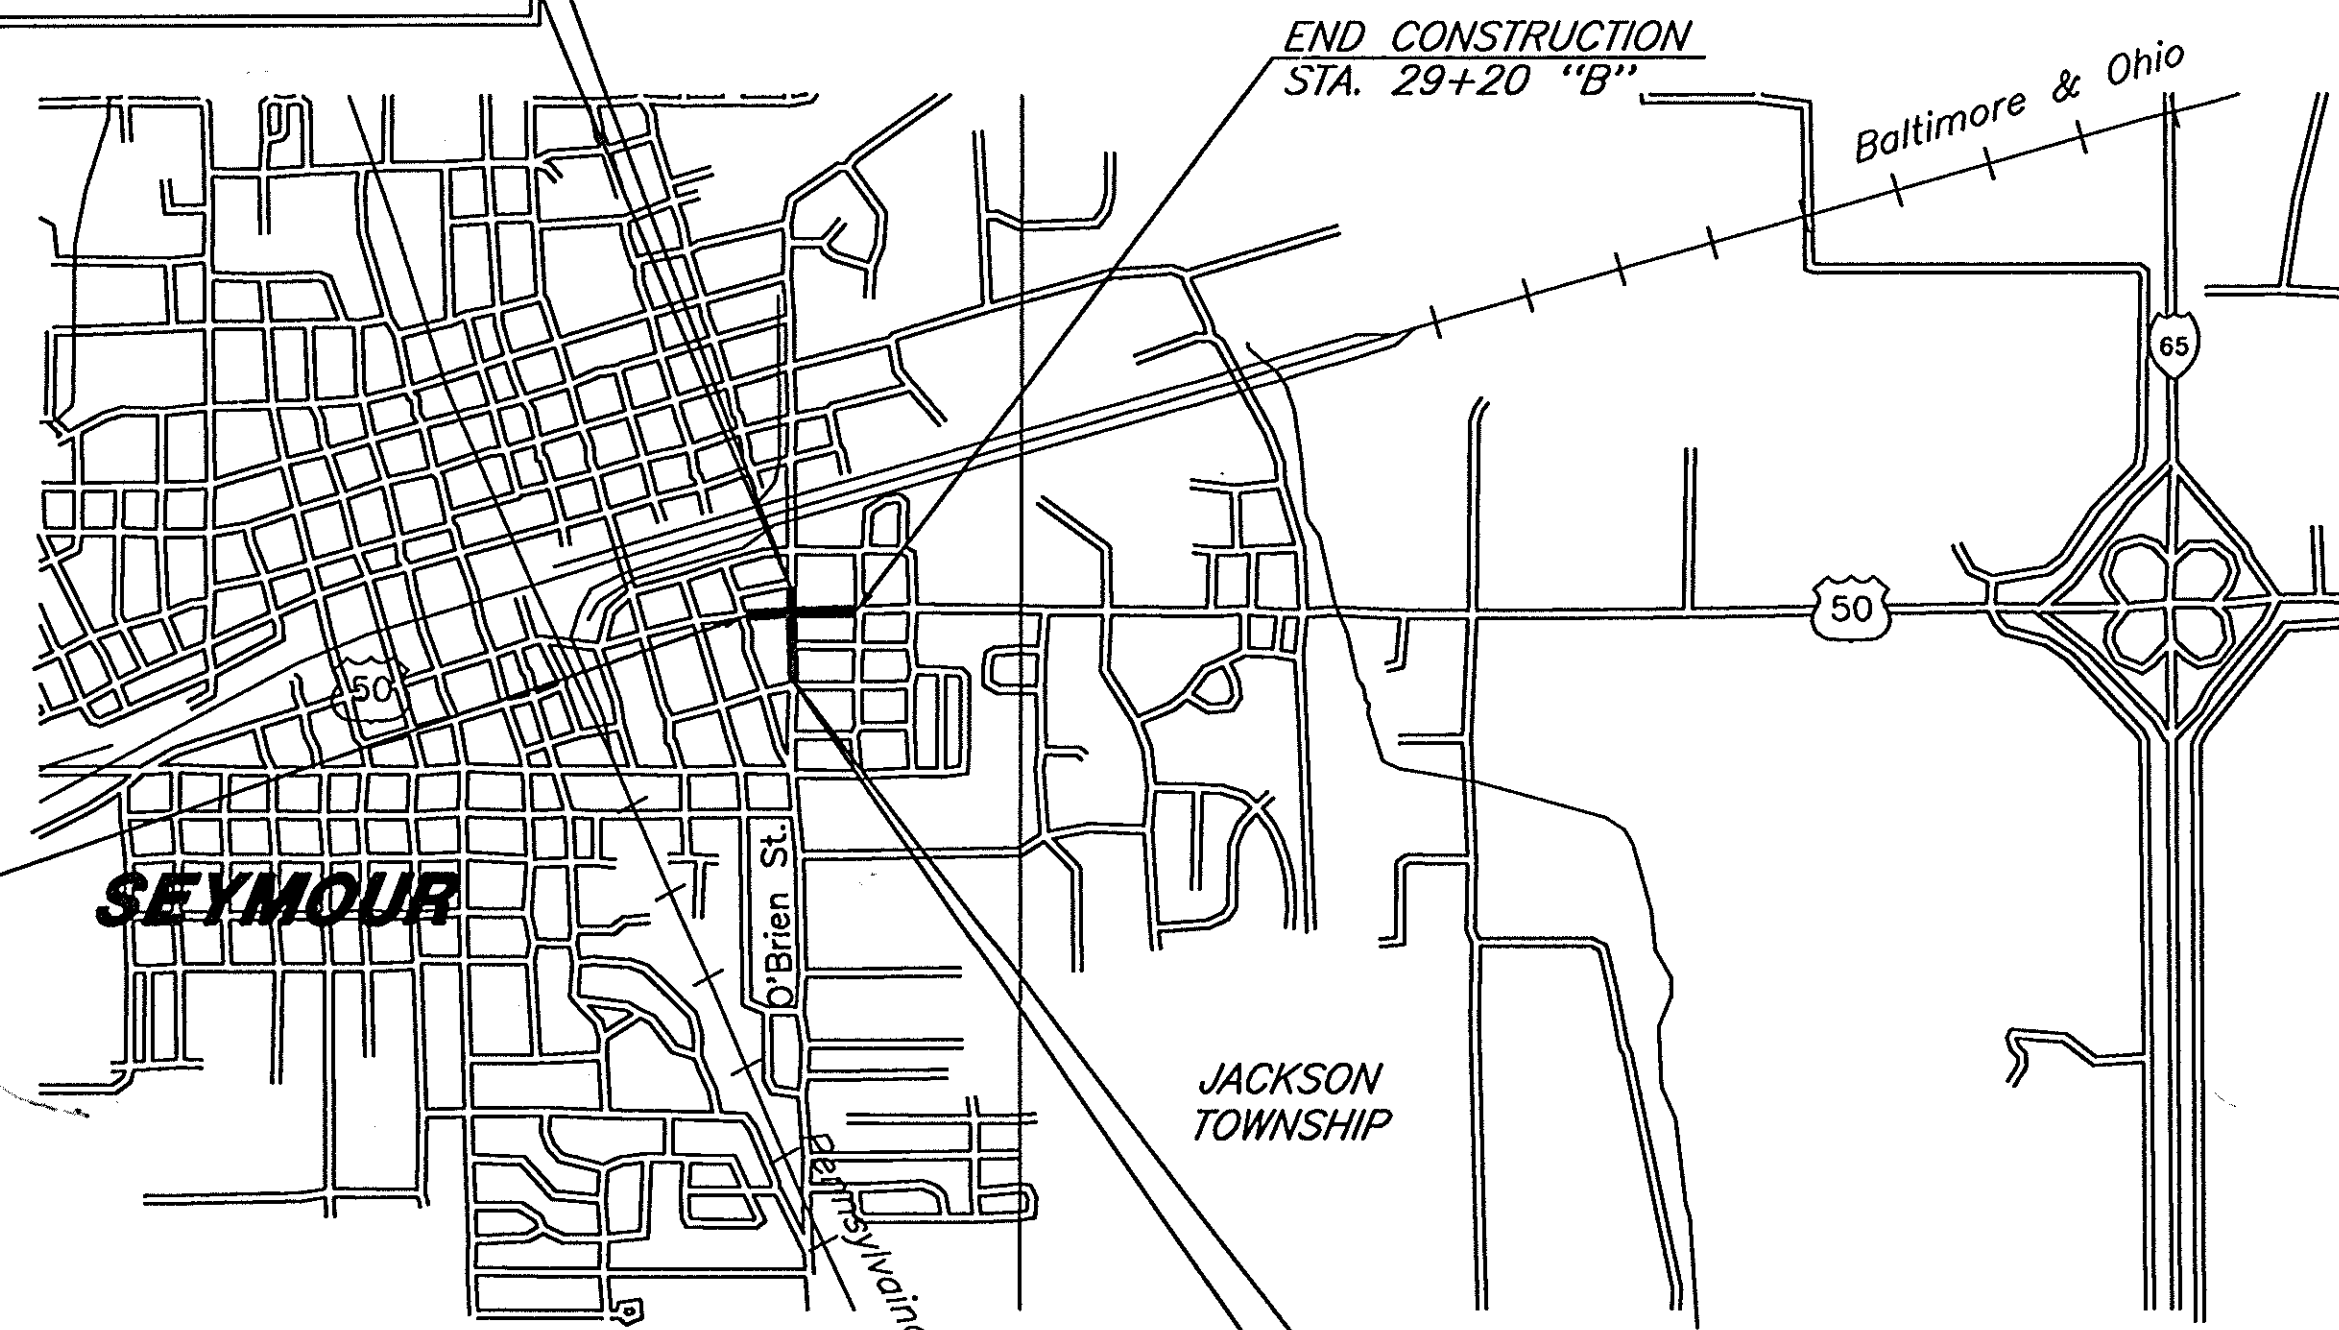 END CONSTRUCTION
STA. 29+20 "B"
Baltimore & Ohio
65
50
50
SEYMOUR
O'Brien St.
JACKSON
TOWNSHIP